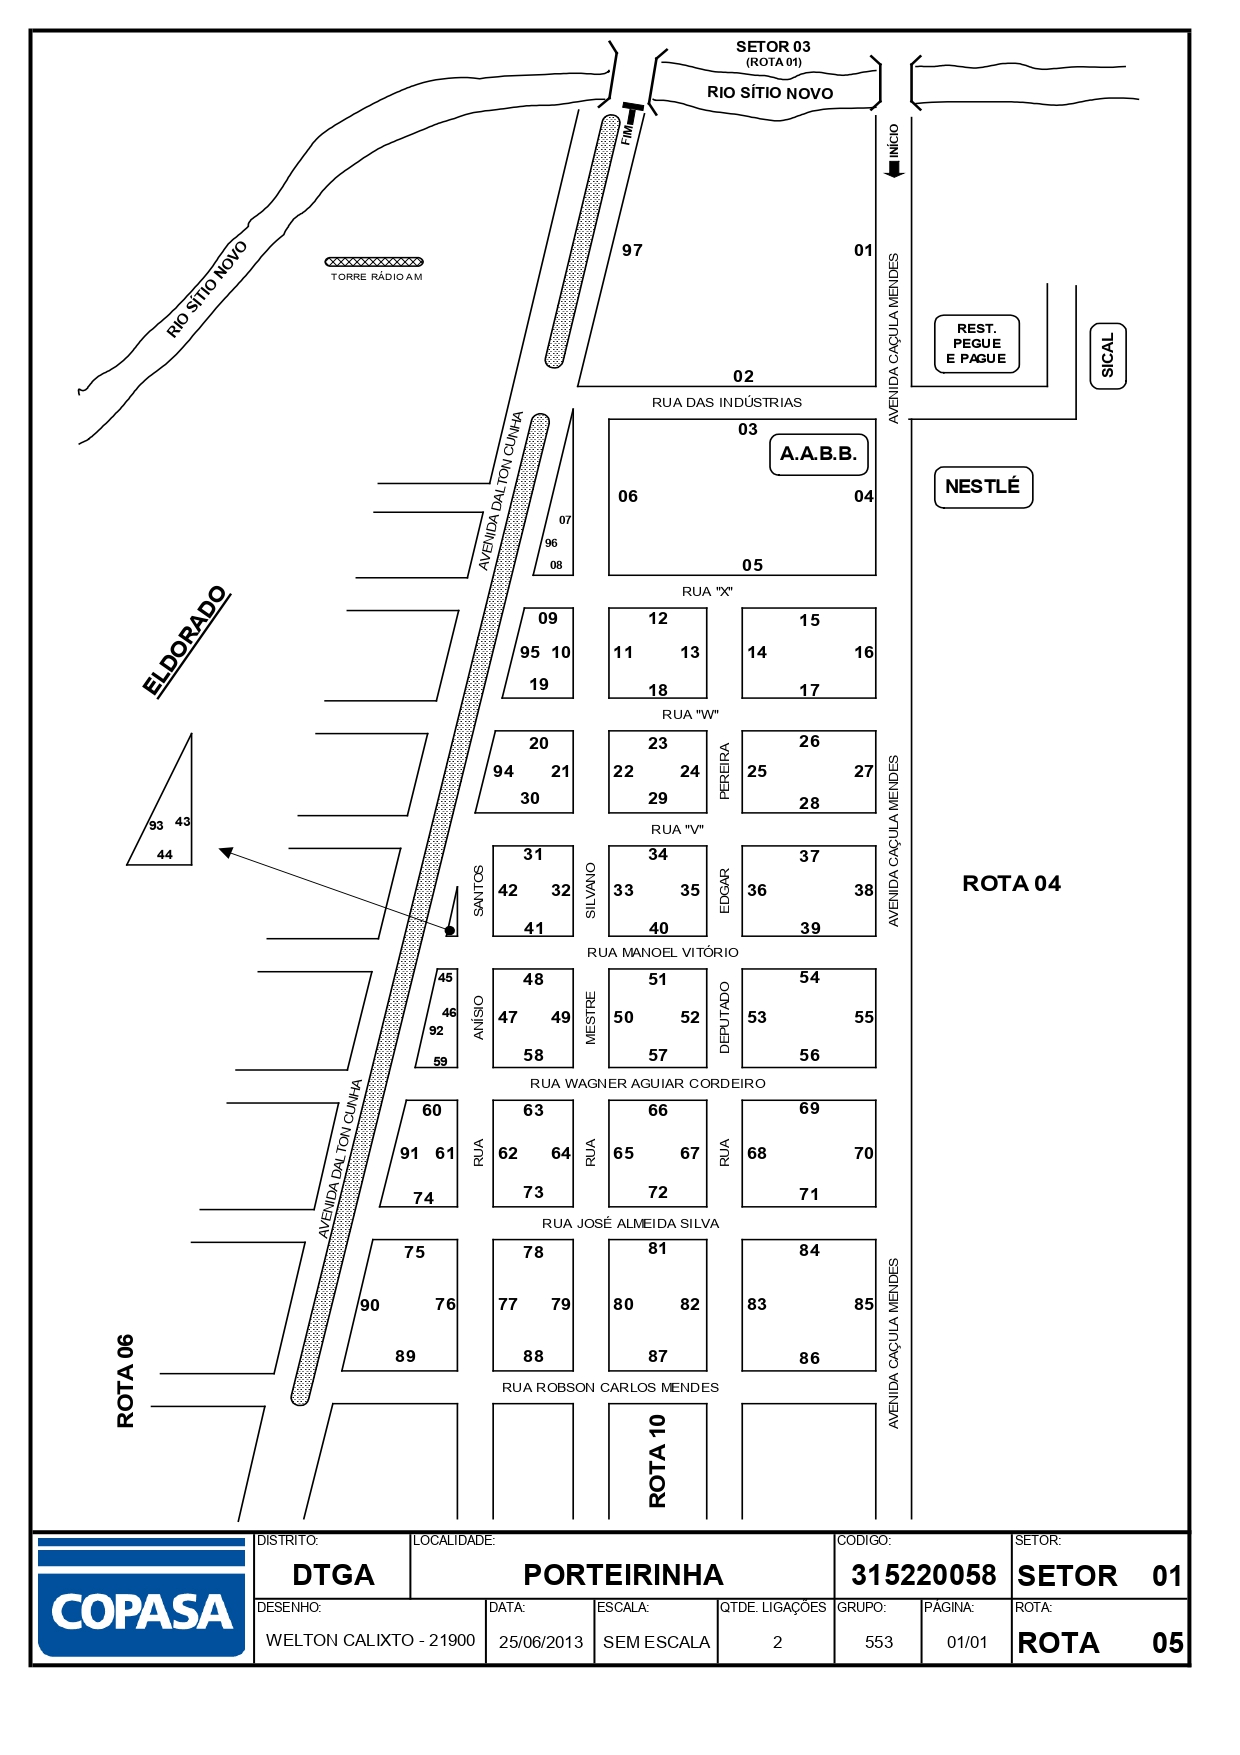 SETOR 03
(ROTA 01)
RIO SÍTIO NOVO
FIM
INÍCIO
RIO SÍTIO NOVO
TORRE RÁDIO AM
97
01
AVENIDA CAÇULA MENDES
REST.
PEGUE
E PAGUE
SICAL
02
RUA DAS INDÚSTRIAS
AVENIDA DALTON CUNHA
03
A.A.B.B.
NESTLÉ
06
04
07
96
08
05
RUA "X"
ELDORADO
09
12
15
95 10
11
13
14
16
19
18
17
RUA "W"
20
23
26
94
21
22
24
PEREIRA
25
27
30
29
28
AVENIDA CAÇULA MENDES
RUA "V"
93
43
44
31
34
37
SANTOS
42
32
SILVANO
33
35
EDGAR
36
38
ROTA 04
41
40
39
RUA MANOEL VITÓRIO
45
48
51
54
46
92
ANÍSIO
47
49
MESTRE
50
52
DEPUTADO
53
55
59
58
57
56
RUA WAGNER AGUIAR CORDEIRO
AVENIDA DALTON CUNHA
60
63
66
69
91 61
RUA
62
64
RUA
65
67
RUA
68
70
74
73
72
71
RUA JOSÉ ALMEIDA SILVA
75
78
81
84
90
76
77
79
80
82
83
85
AVENIDA CAÇULA MENDES
89
88
87
86
ROTA 06
RUA ROBSON CARLOS MENDES
ROTA 10
COPASA
DISTRITO:
DTGA
LOCALIDADE:
PORTEIRINHA
CODIGO:
315220058
SETOR:
SETOR 01
DESENHO:
WELTON CALIXTO - 21900
DATA:
25/06/2013
ESCALA:
SEM ESCALA
QTDE. LIGAÇÕES
2
GRUPO:
553
PÁGINA:
01/01
ROTA:
ROTA 05